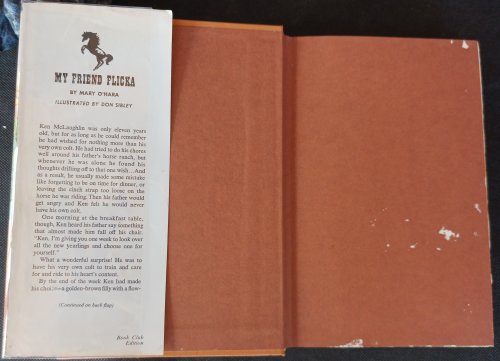 MY FRIEND FLICKA
BY MARY O'HARA
ILLUSTRATED BY DON SIBLEY
Ken McLaughlin was only eleven years
old, but for as long as he could remember
he had wished for nothing more than his
very own colt. He had tried to do his chores
well around his father's horse ranch, but
whenever he was alone he found his
thoughts drifting off to that one wish...And
as a result, he usually made some mistake
like forgetting to be on time for dinner, or
leaving the cinch strap too loose on the
horse he was riding. Then his father would
get angry and Ken felt he would never
have his own colt.
One morning at the breakfast table,
though, Ken heard his father say something
that almost made him fall off his chair.
"Ken, I'm giving you one week to look over
all the new yearlings and choose one for
yourself."
What a wonderful surprise! He was to
have his very own colt to train and care
for and ride to his heart's content.
By the end of the week Ken had made
his choice—a golden-brown filly with a flow-
(Continued on back flap)
Book Club
Edition